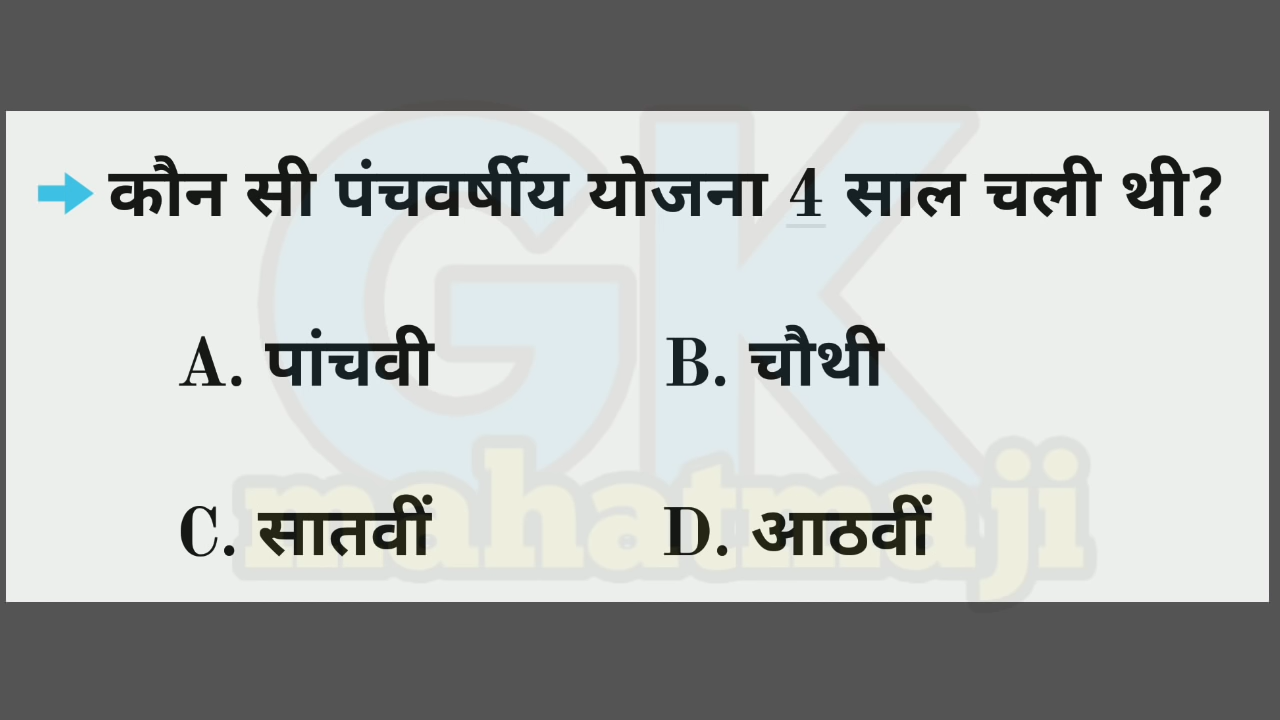 कौन सी पंचवर्षीय योजना 4 साल चली थी?
A. पांचवी B. चौथी
C. सातवीं D. आठवीं
GK
mahatmaji